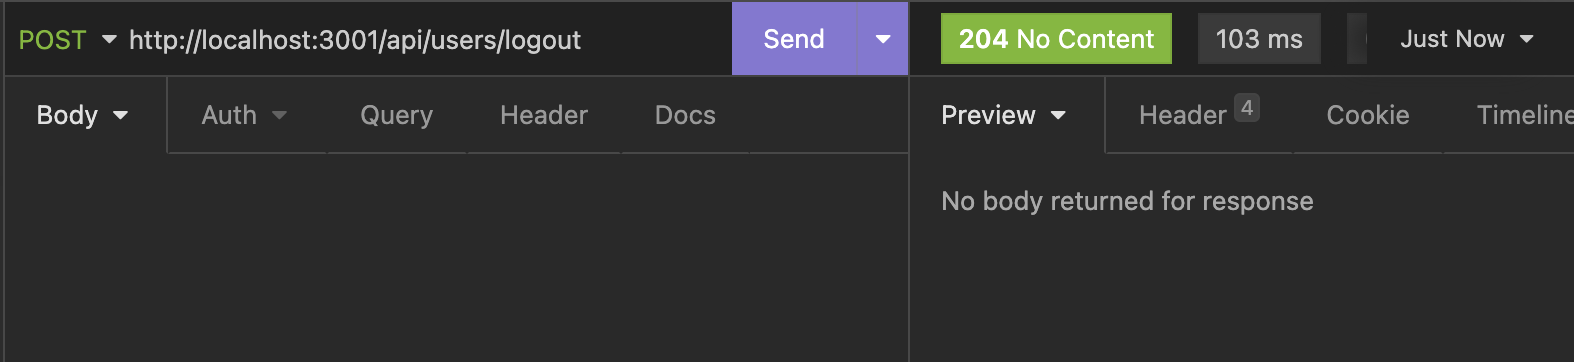 POST http://localhost:3001/api/users/logout Send 204 No Content 103 ms Just Now
Body Auth Query Header Docs Preview Header 4 Cookie Timeline
No body returned for response